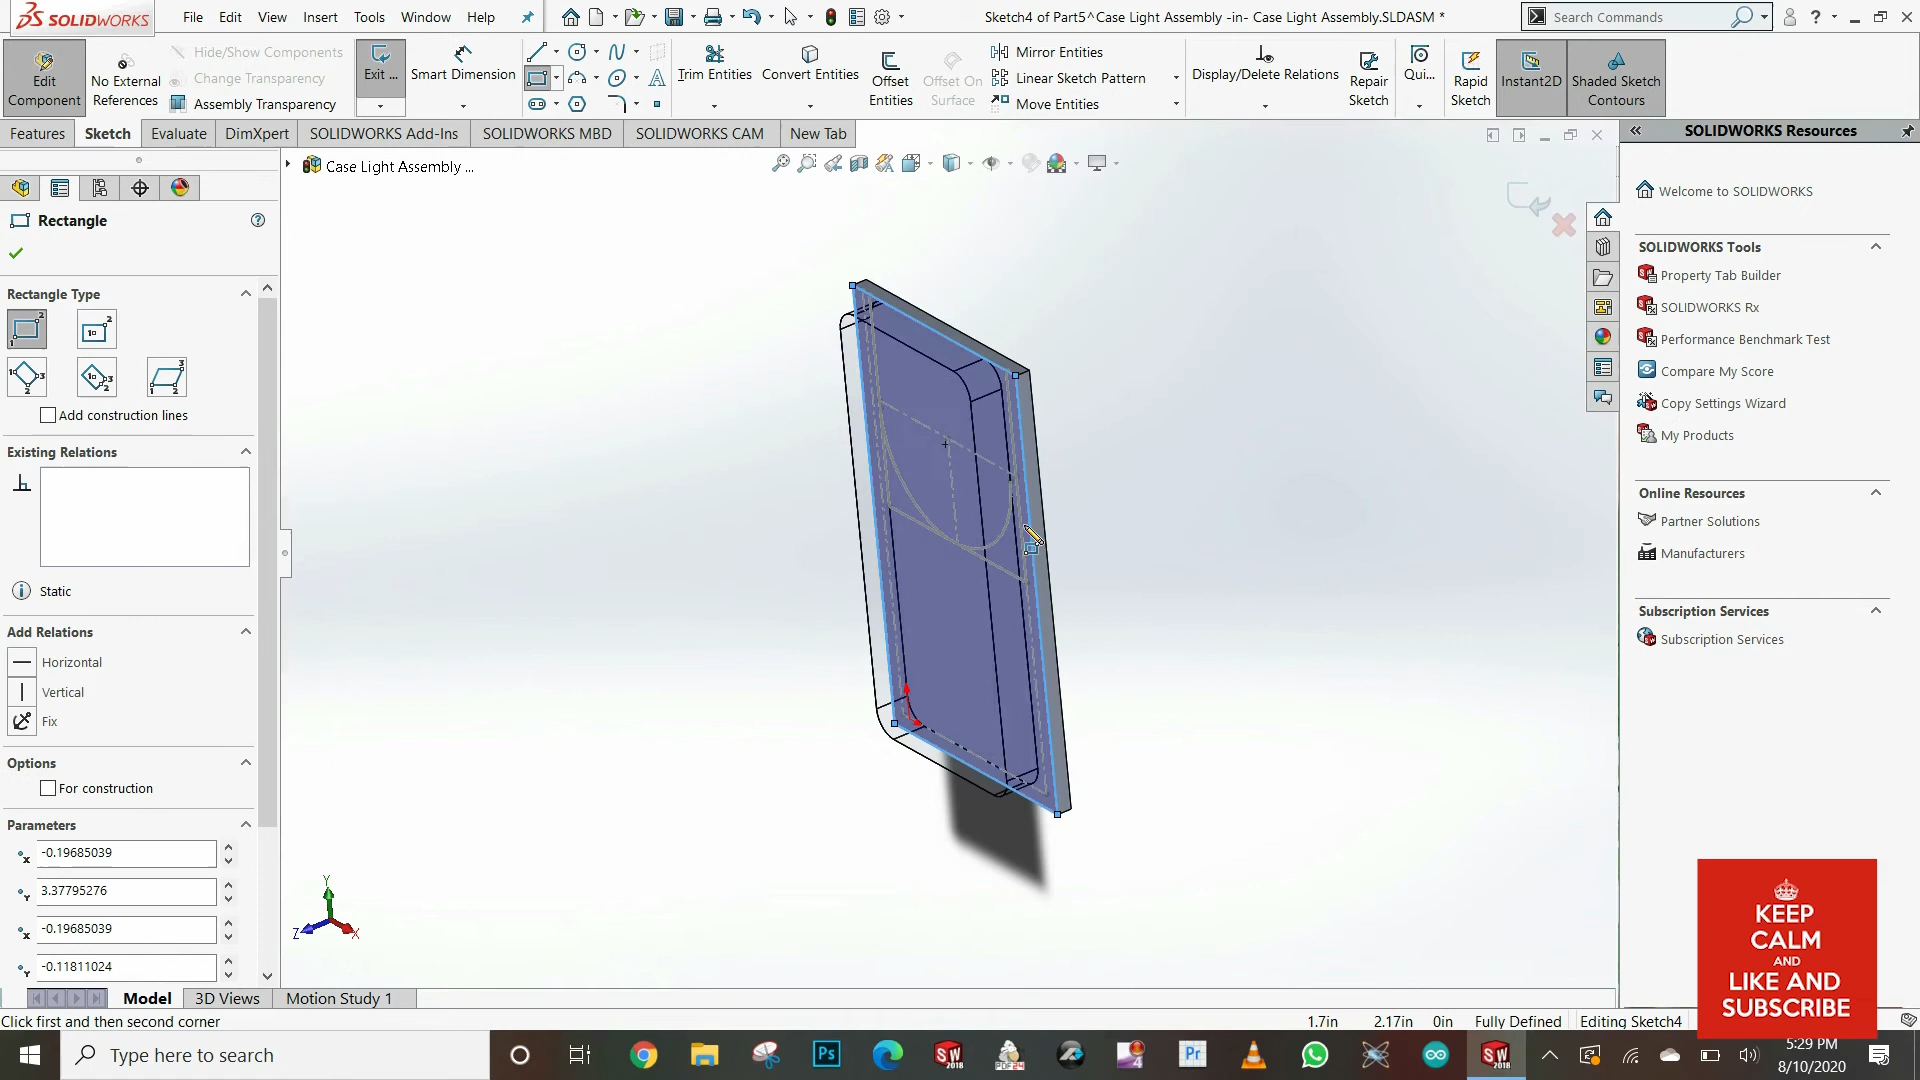 SOLIDWORKS
File Edit View Insert Tools Window Help
Sketch4 of Part5^Case Light Assembly -in- Case Light Assembly.SLDASM *
Search Commands
Edit Component
No External References
Hide/Show Components
Change Transparency
Assembly Transparency
Exit ...
Smart Dimension
Trim Entities
Convert Entities
Offset Entities
Offset On Surface
Mirror Entities
Linear Sketch Pattern
Move Entities
Display/Delete Relations
Repair Sketch
Qui...
Rapid Sketch
Instant2D
Shaded Sketch Contours
Features Sketch Evaluate DimXpert SOLIDWORKS Add-Ins SOLIDWORKS MBD SOLIDWORKS CAM New Tab
Case Light Assembly ...
Rectangle
Rectangle Type
Add construction lines
Existing Relations
Static
Add Relations
Horizontal
Vertical
Fix
Options
For construction
Parameters
-0.19685039
3.37795276
-0.19685039
-0.11811024
Y
Z
X
SOLIDWORKS Resources
Welcome to SOLIDWORKS
SOLIDWORKS Tools
Property Tab Builder
SOLIDWORKS Rx
Performance Benchmark Test
Compare My Score
Copy Settings Wizard
My Products
Online Resources
Partner Solutions
Manufacturers
Subscription Services
Subscription Services
KEEP
CALM
AND
LIKE AND
SUBSCRIBE
Model 3D Views Motion Study 1
Click first and then second corner
1.7in 2.17in 0in Fully Defined Editing Sketch4
Type here to search
5:29 PM
8/10/2020